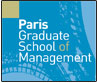 Paris
Graduate
School of
Management